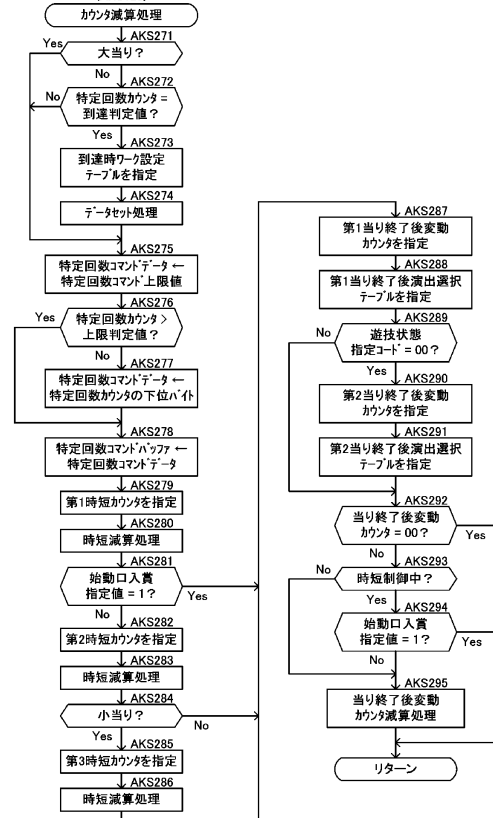 カウンタ減算処理
AKS271
大当り?
Yes
No
AKS272
特定回数カウンタ=
到達判定値?
No
Yes
AKS273
到達時ワーク設定
テーブルを指定
AKS274
データセット処理
AKS275
特定回数コマンドデータ ←
特定回数コマンド上限値
AKS276
特定回数カウンタ>
上限判定値?
Yes
No
AKS277
特定回数コマンドデータ ←
特定回数カウンタの下位バイト
AKS278
特定回数コマンドバッファ ←
特定回数コマンドデータ
AKS279
第1時短カウンタを指定
AKS280
時短減算処理
AKS281
始動口入賞
指定値=1?
Yes
No
AKS282
第2時短カウンタを指定
AKS283
時短減算処理
AKS284
小当り?
No
Yes
AKS285
第3時短カウンタを指定
AKS286
時短減算処理
AKS287
第1当り終了後変動
カウンタを指定
AKS288
第1当り終了後演出選択
テーブルを指定
AKS289
遊技状態
指定コード=00?
No
Yes
AKS290
第2当り終了後変動
カウンタを指定
AKS291
第2当り終了後演出選択
テーブルを指定
AKS292
当り終了後変動
カウンタ=00?
Yes
No
AKS293
時短制御中?
No
Yes
AKS294
始動口入賞
指定値=1?
Yes
No
AKS295
当り終了後変動
カウンタ減算処理
リターン